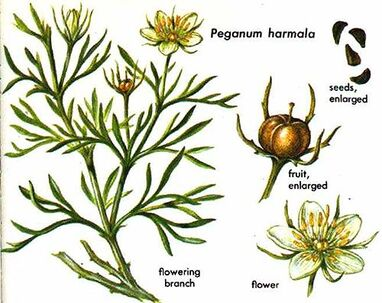 Peganum harmala
seeds,
enlarged
fruit,
enlarged
flowering
branch
flower